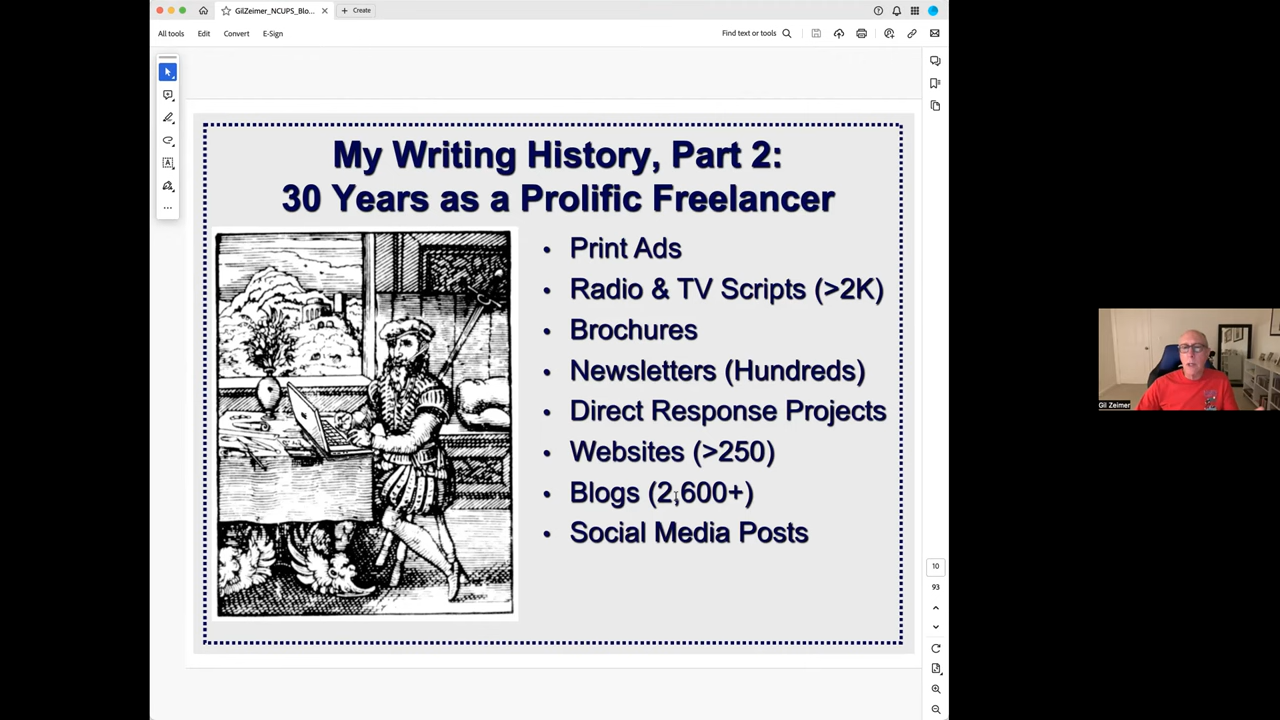 GilZeimer_NCUPS_Blo...
Create
All tools
Edit
Convert
E-Sign
Find text or tools
My Writing History, Part 2:
30 Years as a Prolific Freelancer
• Print Ads
• Radio & TV Scripts (>2K)
• Brochures
• Newsletters (Hundreds)
• Direct Response Projects
• Websites (>250)
• Blogs (2,600+)
• Social Media Posts
10
93
Gil Zeimer